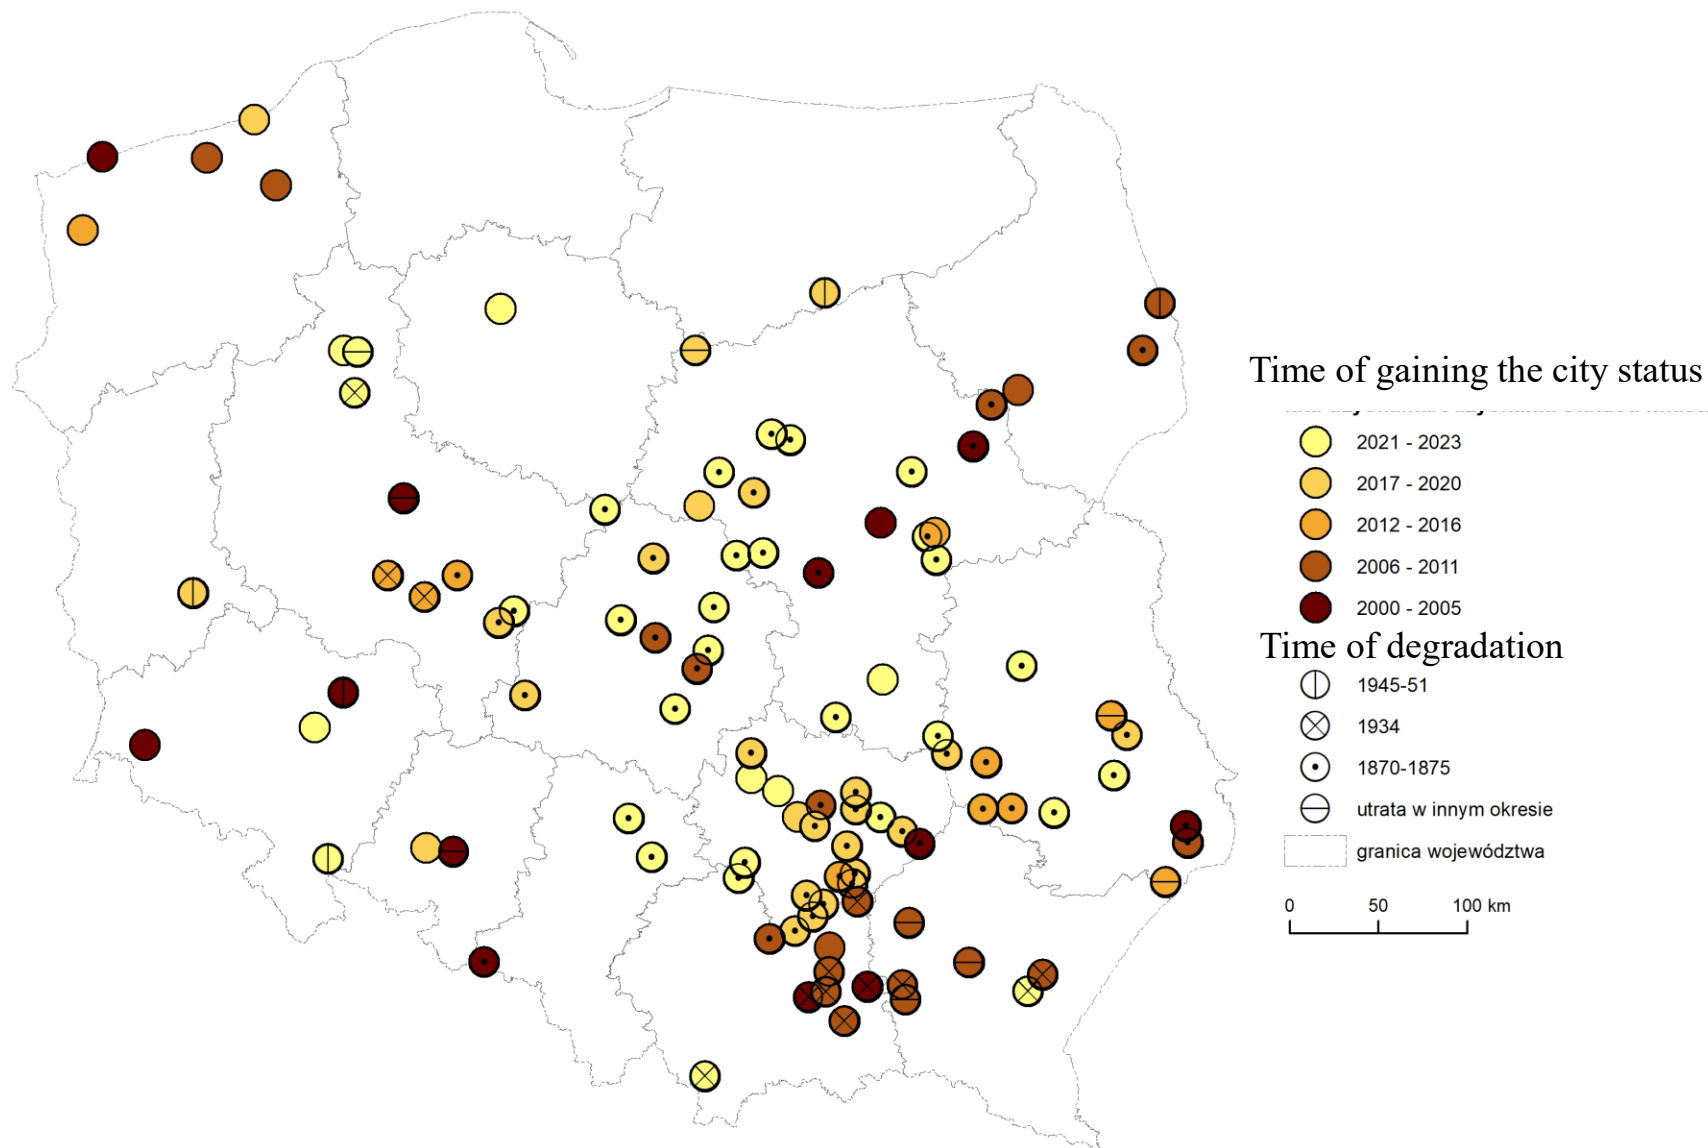 Time of gaining the city status
2021 - 2023
2017 - 2020
2012 - 2016
2006 - 2011
2000 - 2005
Time of degradation
1945-51
1934
1870-1875
utrata w innym okresie
granica województwa
0 50 100 km